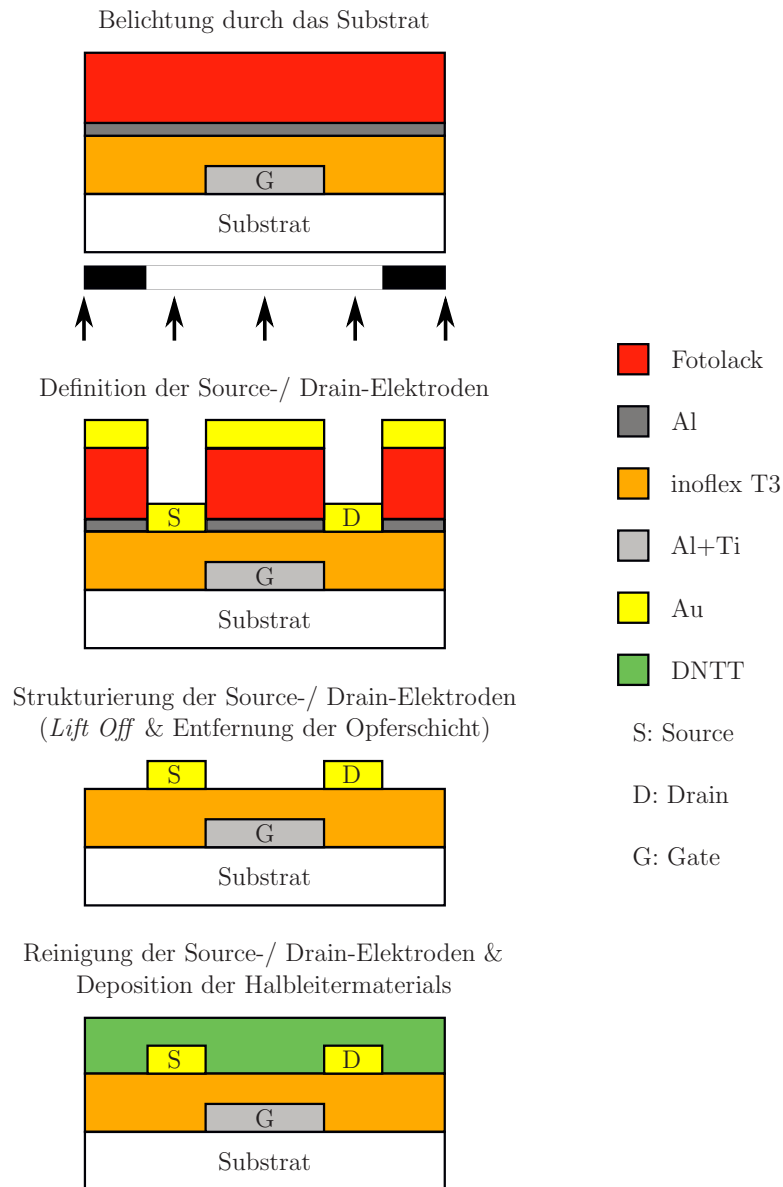 Belichtung durch das Substrat
G
Substrat
Definition der Source-/ Drain-Elektroden
S D
G
Substrat
Strukturierung der Source-/ Drain-Elektroden
(Lift Off & Entfernung der Opferschicht)
S D
G
Substrat
Reinigung der Source-/ Drain-Elektroden &
Deposition der Halbleitermaterials
S D
G
Substrat
Fotolack
Al
inoflex T3
Al+Ti
Au
DNTT
S: Source
D: Drain
G: Gate